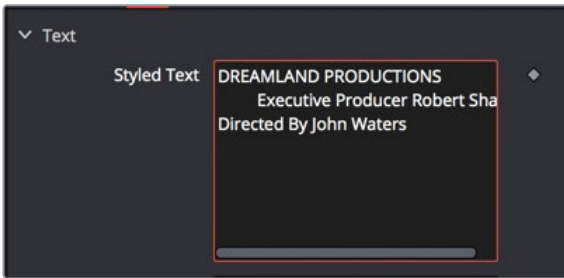 Text
Styled Text
DREAMLAND PRODUCTIONS
Executive Producer Robert Sha
Directed By John Waters